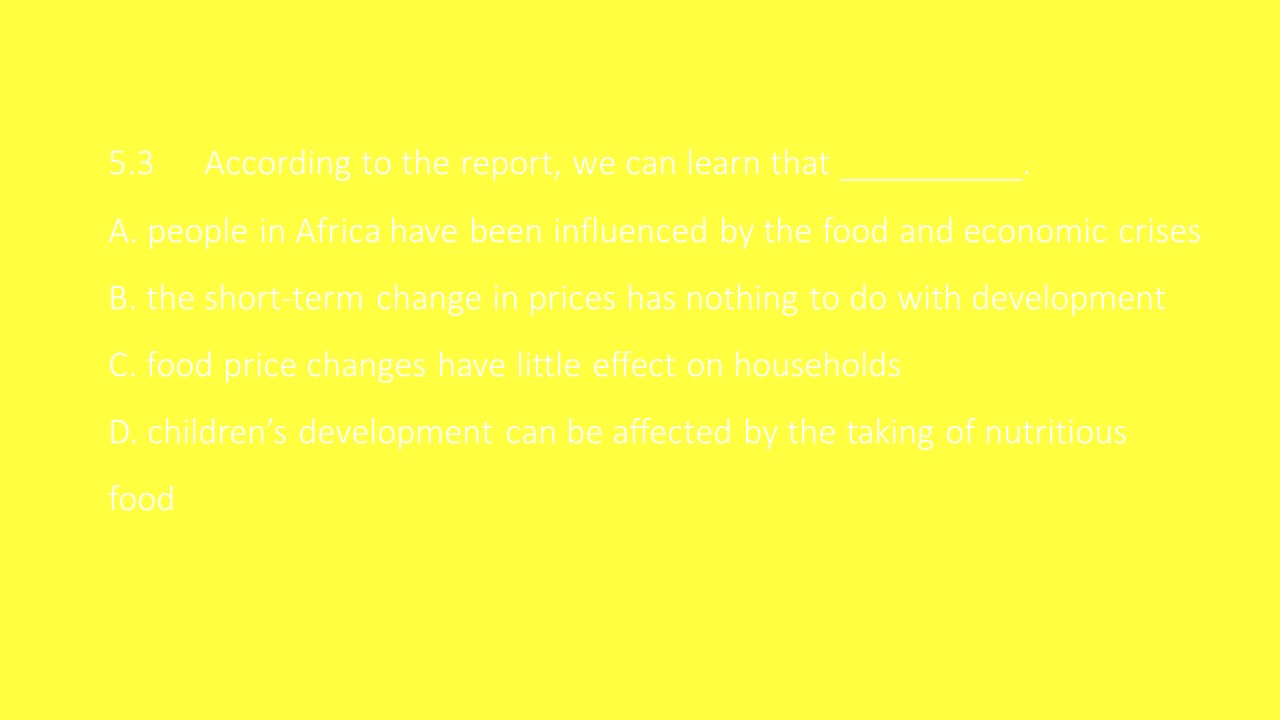 5.3 According to the report, we can learn that ___________.
A. people in Africa have been influenced by the food and economic crises
B. the short-term change in prices has nothing to do with development
C. food price changes have little effect on households
D. children’s development can be affected by the taking of nutritious
food